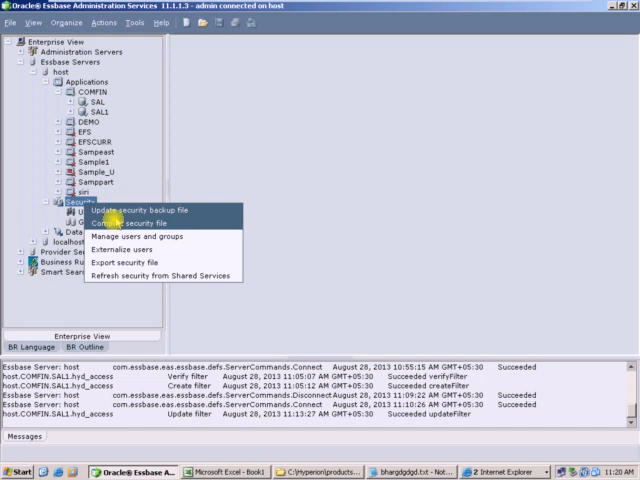 Oracle® Essbase Administration Services 11.1.1.3 - admin connected on host
File View Organize Actions Tools Help
Enterprise View
Administration Servers
Essbase Servers
host
Applications
COMFIN
SAL
SAL1
DEMO
EFS
EFSCURR
Sampeast
Sample1
Sample_U
Samppart
siri
Security
Update security backup file
Compact security file
Manage users and groups
Externalize users
Export security file
Refresh security from Shared Services
U
G
Data
localhost
Provider Se
Business Ru
Smart Sear
Enterprise View
BR Language BR Outline
Essbase Server: host com.essbase.eas.essbase.defs.ServerCommands.Connect August 28, 2013 10:55:15 AM GMT+05:30 Succeeded
host.COMFIN.SAL1.hyd_access Verify filter August 28, 2013 11:05:07 AM GMT+05:30 Succeeded verifyFilter
host.COMFIN.SAL1.hyd_access Create filter August 28, 2013 11:05:12 AM GMT+05:30 Succeeded createFilter
Essbase Server: host com.essbase.eas.essbase.defs.ServerCommands.Disconnect August 28, 2013 11:09:22 AM GMT+05:30 Succeeded
Essbase Server: host com.essbase.eas.essbase.defs.ServerCommands.Connect August 28, 2013 11:10:26 AM GMT+05:30 Succeeded
host.COMFIN.SAL1.hyd_access Update filter August 28, 2013 11:13:27 AM GMT+05:30 Succeeded updateFilter
Messages
Start Oracle® Essbase A... Microsoft Excel - Book1 C:\Hyperion\products... bhargdgdgd.txt - Not... 2 Internet Explorer 11:20 AM